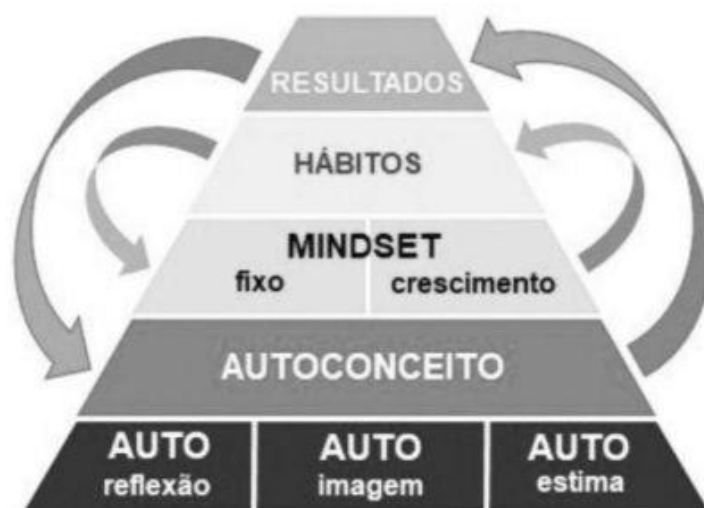 RESULTADOS
HÁBITOS
MINDSET
fixo crescimento
AUTOCONCEITO
AUTO AUTO AUTO
reflexão imagem estima